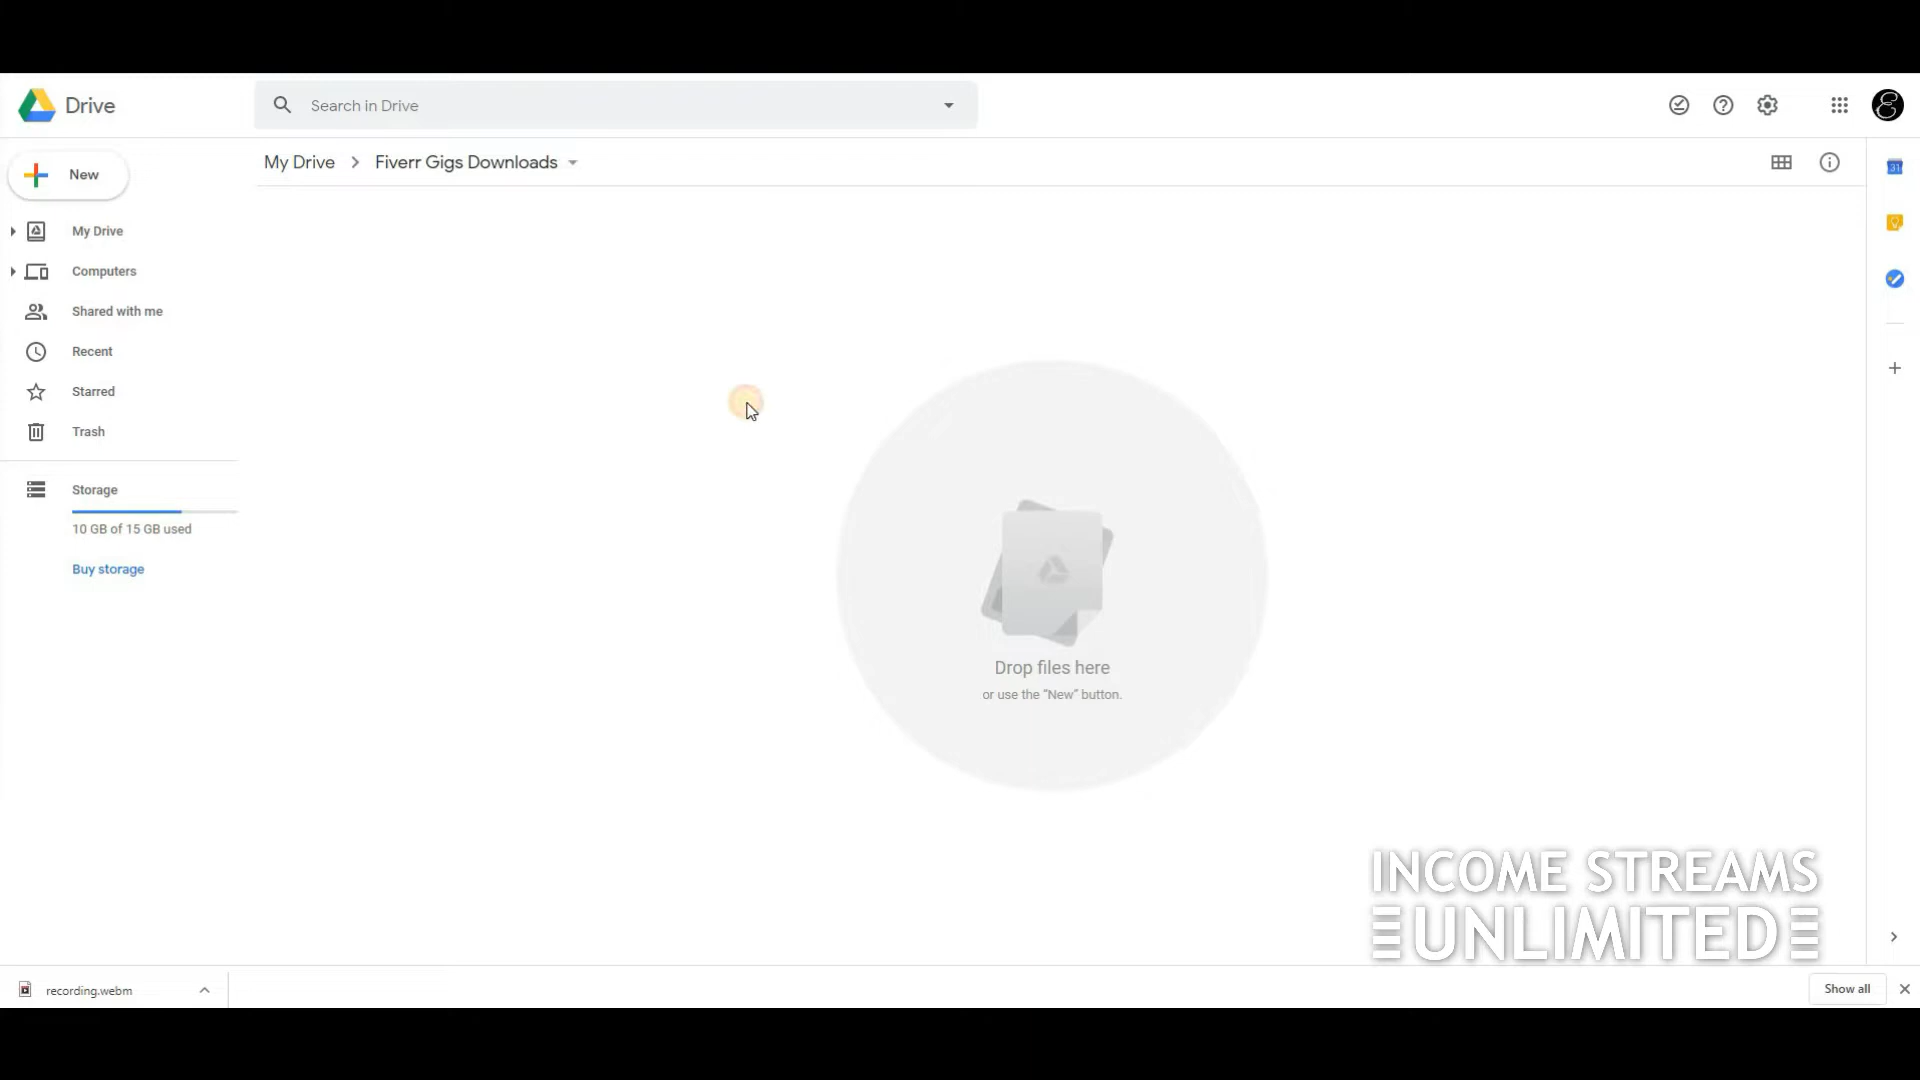 Drive
Search in Drive
New
My Drive
Fiverr Gigs Downloads
My Drive
Computers
Shared with me
Recent
Starred
Trash
Storage
10 GB of 15 GB used
Buy storage
31
Drop files here
or use the “New” button.
INCOME STREAMS
UNLIMITED
recording.webm
Show all